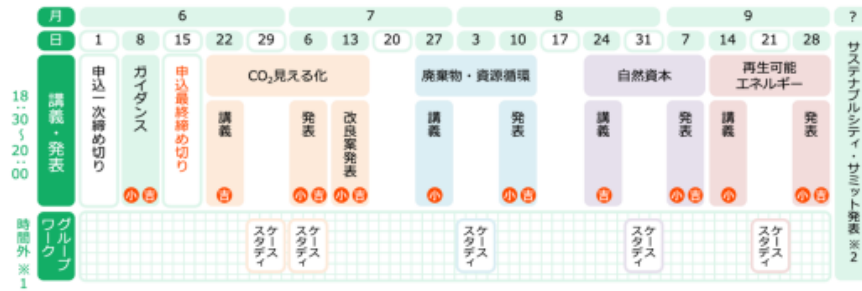 月 6 7 8 9 ?
日 1 8 15 22 29 6 13 20 27 3 10 17 24 31 7 14 21 28
18:30~20:00
講義・発表
申込一次締め切り
ガイダンス
小 吉
申込最終締め切り
CO₂見える化
講義
吉
発表
小 吉
改良案発表
小 吉
廃棄物・資源循環
講義
小
発表
小 吉
自然資本
講義
吉
発表
小 吉
再生可能
エネルギー
講義
小
発表
小 吉
サステナブルシティ・サミット発表 ※2
時間外 ※1
グループ
ワーク
ケース
スタディ
ケース
スタディ
ケース
スタディ
ケース
スタディ
ケース
スタディ